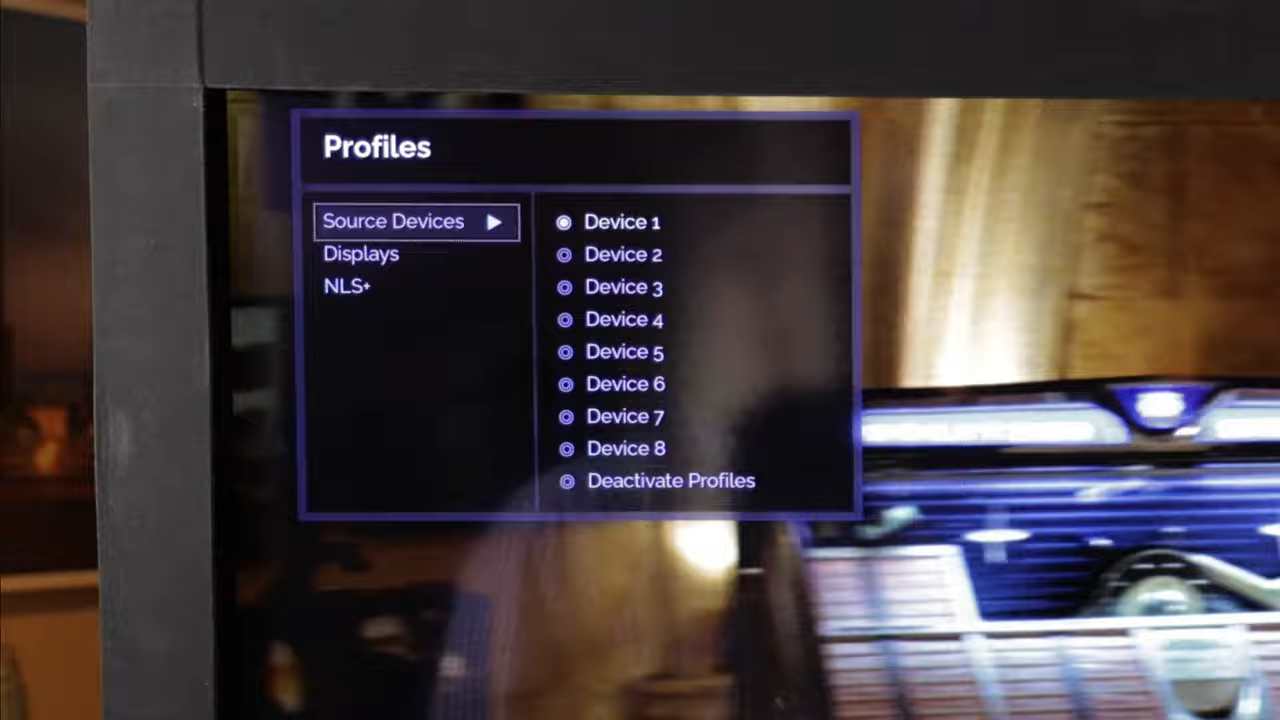 Profiles
Source Devices
Displays
NLS+
Device 1
Device 2
Device 3
Device 4
Device 5
Device 6
Device 7
Device 8
Deactivate Profiles